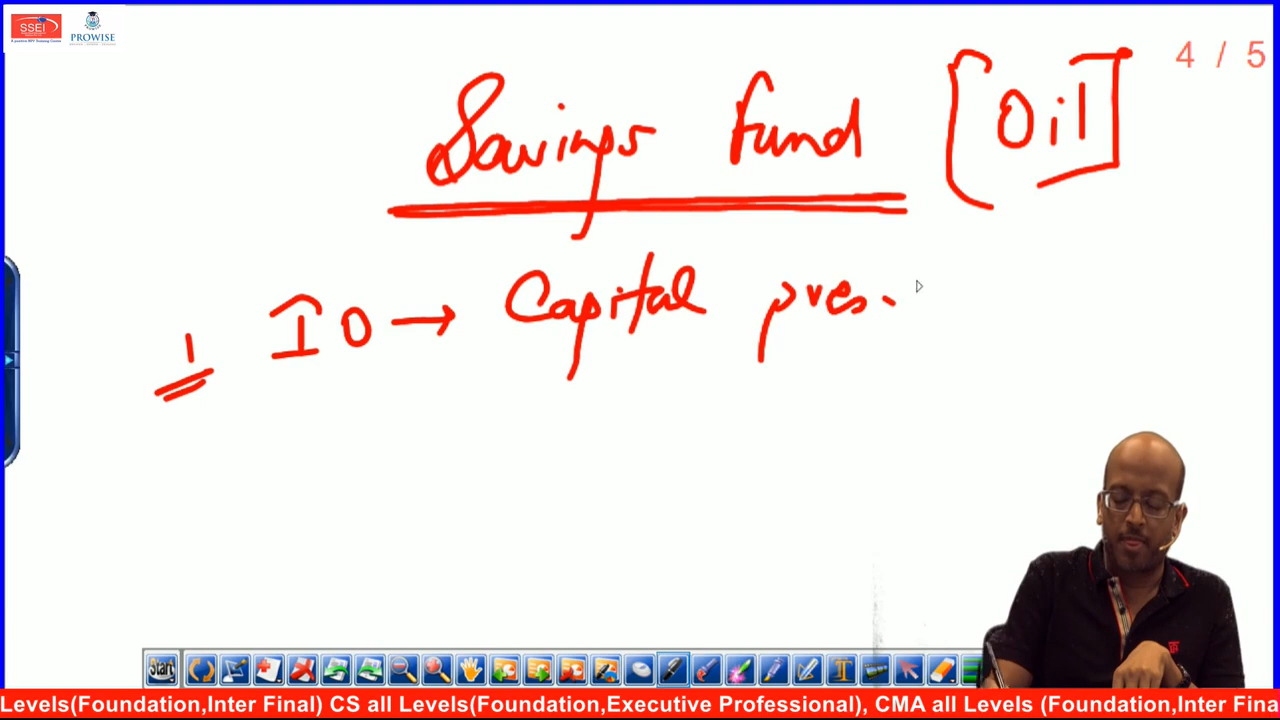 SSEI
PROWISE
4 / 5
Savings Fund [Oil]
1 IO → Capital pres.
Start
Levels(Foundation,Inter Final) CS all Levels(Foundation,Executive Professional), CMA all Levels (Foundation,Inter Fina